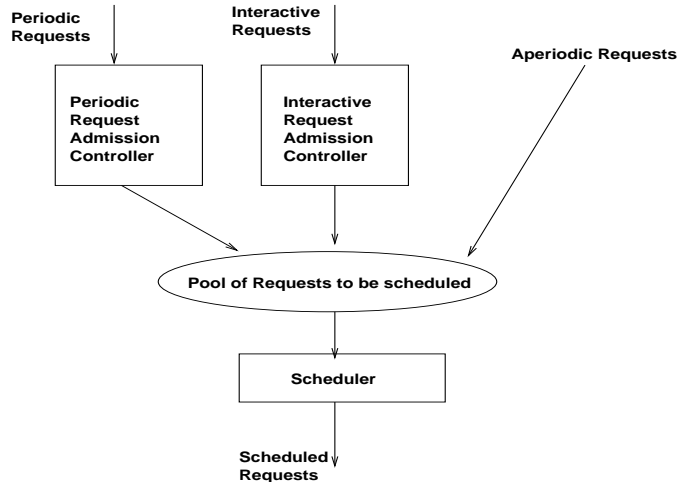 Periodic
Requests
Interactive
Requests
Aperiodic Requests
Periodic
Request
Admission
Controller
Interactive
Request
Admission
Controller
Pool of Requests to be scheduled
Scheduler
Scheduled
Requests